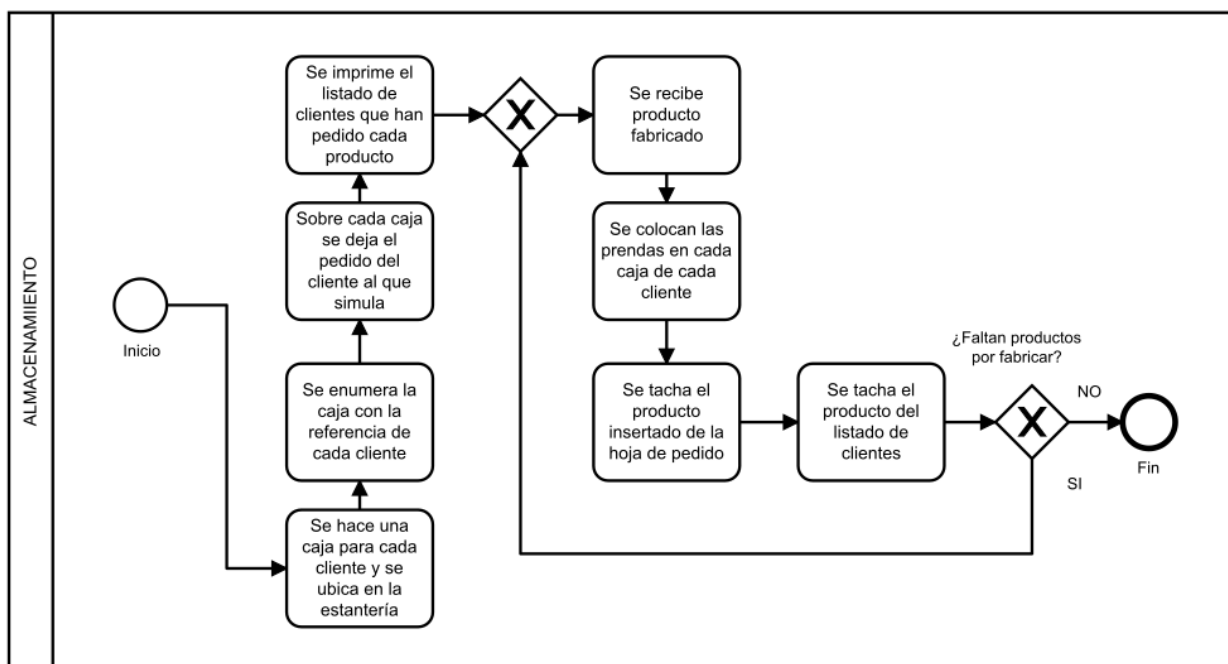 ALMACENAMIIENTO
Inicio
Se hace una
caja para cada
cliente y se
ubica en la
estantería
Se enumera la
caja con la
referencia de
cada cliente
Sobre cada caja
se deja el
pedido del
cliente al que
simula
Se imprime el
listado de
clientes que han
pedido cada
producto
X
Se recibe
producto
fabricado
Se colocan las
prendas en cada
caja de cada
cliente
Se tacha el
producto
insertado de la
hoja de pedido
Se tacha el
producto del
listado de
clientes
¿Faltan productos
por fabricar?
X
NO
SI
Fin